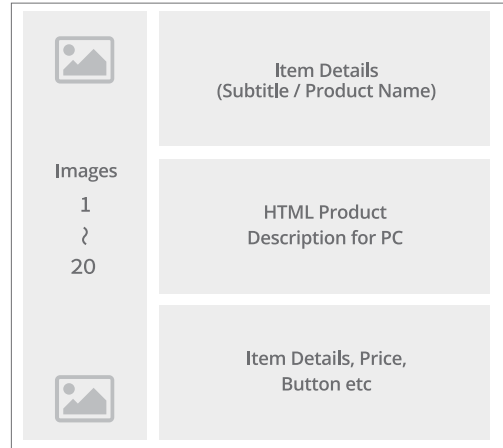 Images
1
~
20
Item Details
(Subtitle / Product Name)
HTML Product
Description for PC
Item Details, Price,
Button etc